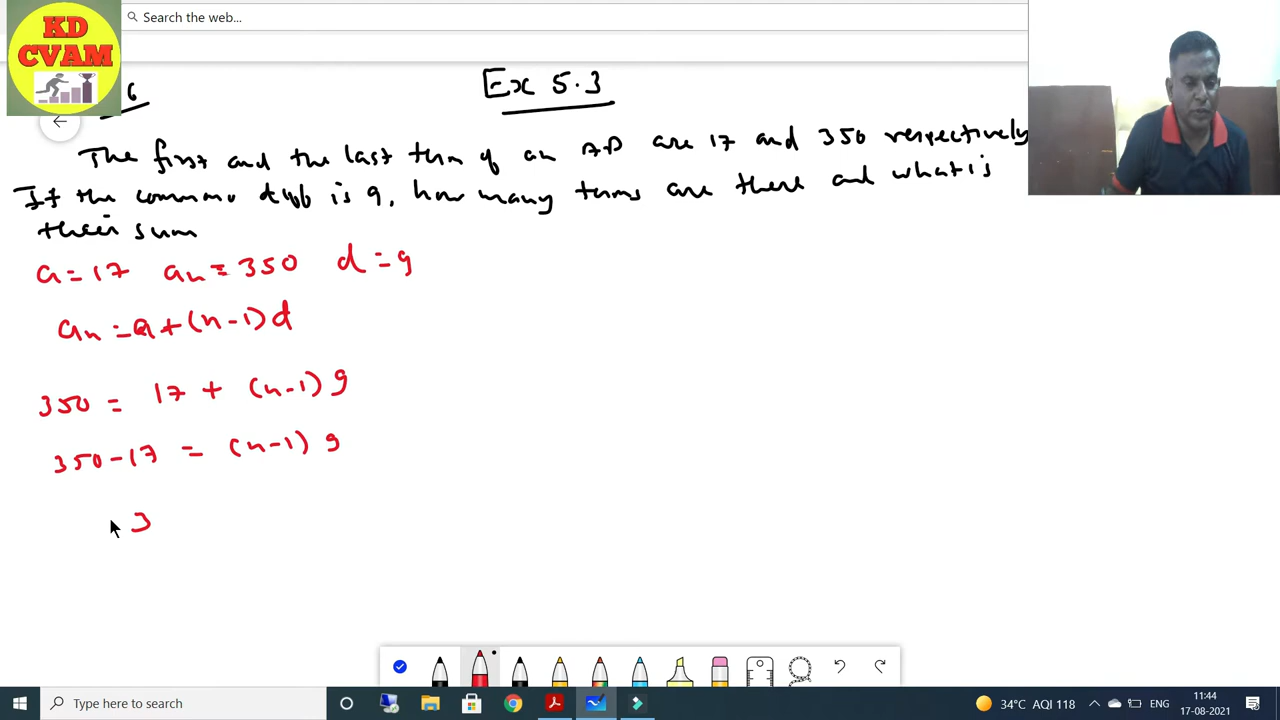 Search the web...
KD
CVAM
6
Ex 5.3
The first and the last term of an AP are 17 and 350 respectively
If the common diff is 9, how many terms are there and what is
their sum
a=17 an=350 d=9
an=a+(n-1)d
350 = 17 + (n-1) 9
350-17 = (n-1) 9
3
Type here to search
34°C AQI 118
ENG
11:44
17-08-2021